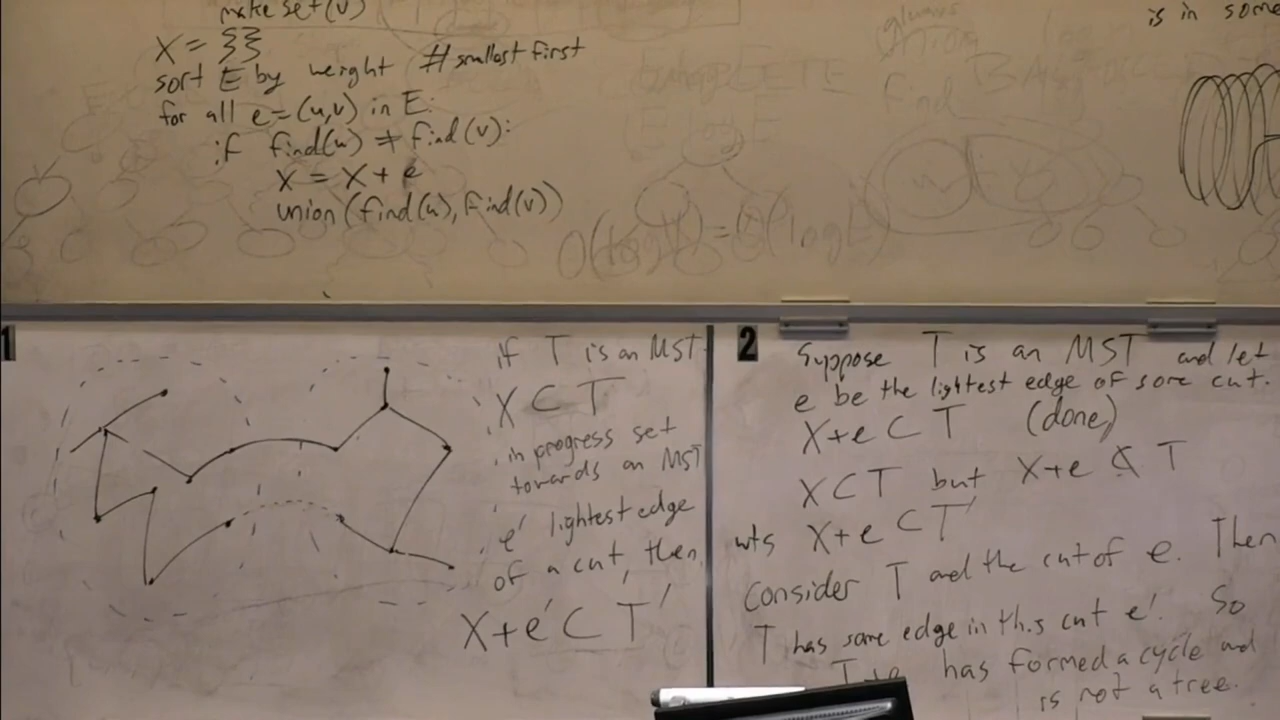 make set(v)
X = {}
sort E by weight # smallest first
for all e=(u,v) in E:
if find(u) ≠ find(v):
X = X + e
union(find(u), find(v))
is in some
always
union
find
O(log V) = O(log E)
1
if T is an MST
X ⊂ T
in progress set
towards an MST
e' lightest edge
of a cut, then
X+e' ⊂ T'
2
Suppose T is an MST and let
e be the lightest edge of some cut.
X+e ⊂ T (done)
X ⊂ T but X+e ⊄ T
wts X+e ⊂ T'
Consider T and the cut of e. Then
T has some edge in this cut e'. So
T+e has formed a cycle and
is not a tree.